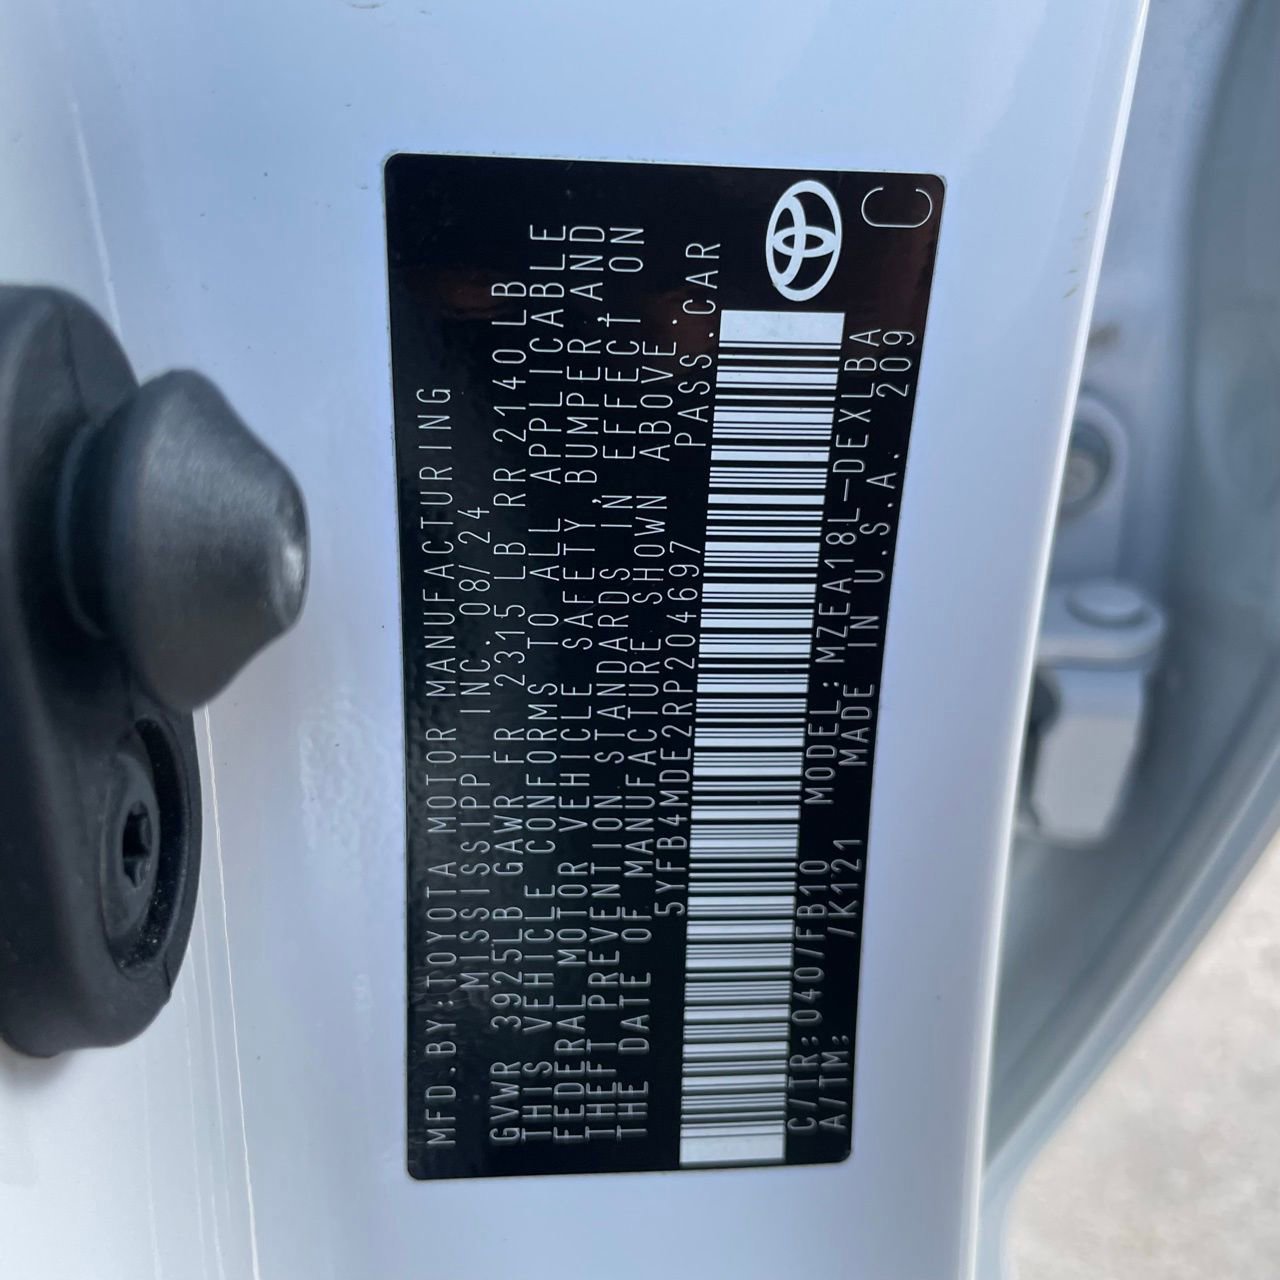 MFD.BY:TOYOTA MOTOR MANUFACTURING
MISSISSIPPI INC. 08/24
GVWR 3925LB GAWR FR 2315LB RR 2140LB
THIS VEHICLE CONFORMS TO ALL APPLICABLE
FEDERAL MOTOR VEHICLE SAFETY,BUMPER,AND
THEFT PREVENTION STANDARDS IN EFFECT ON
THE DATE OF MANUFACTURE SHOWN ABOVE.
5YFB4MDE2RP204697 PASS.CAR
C/TR:040/FB10 MODEL:MZEA18L-DEXLBA
A/TM: /K121 MADE IN U.S.A. 209
C